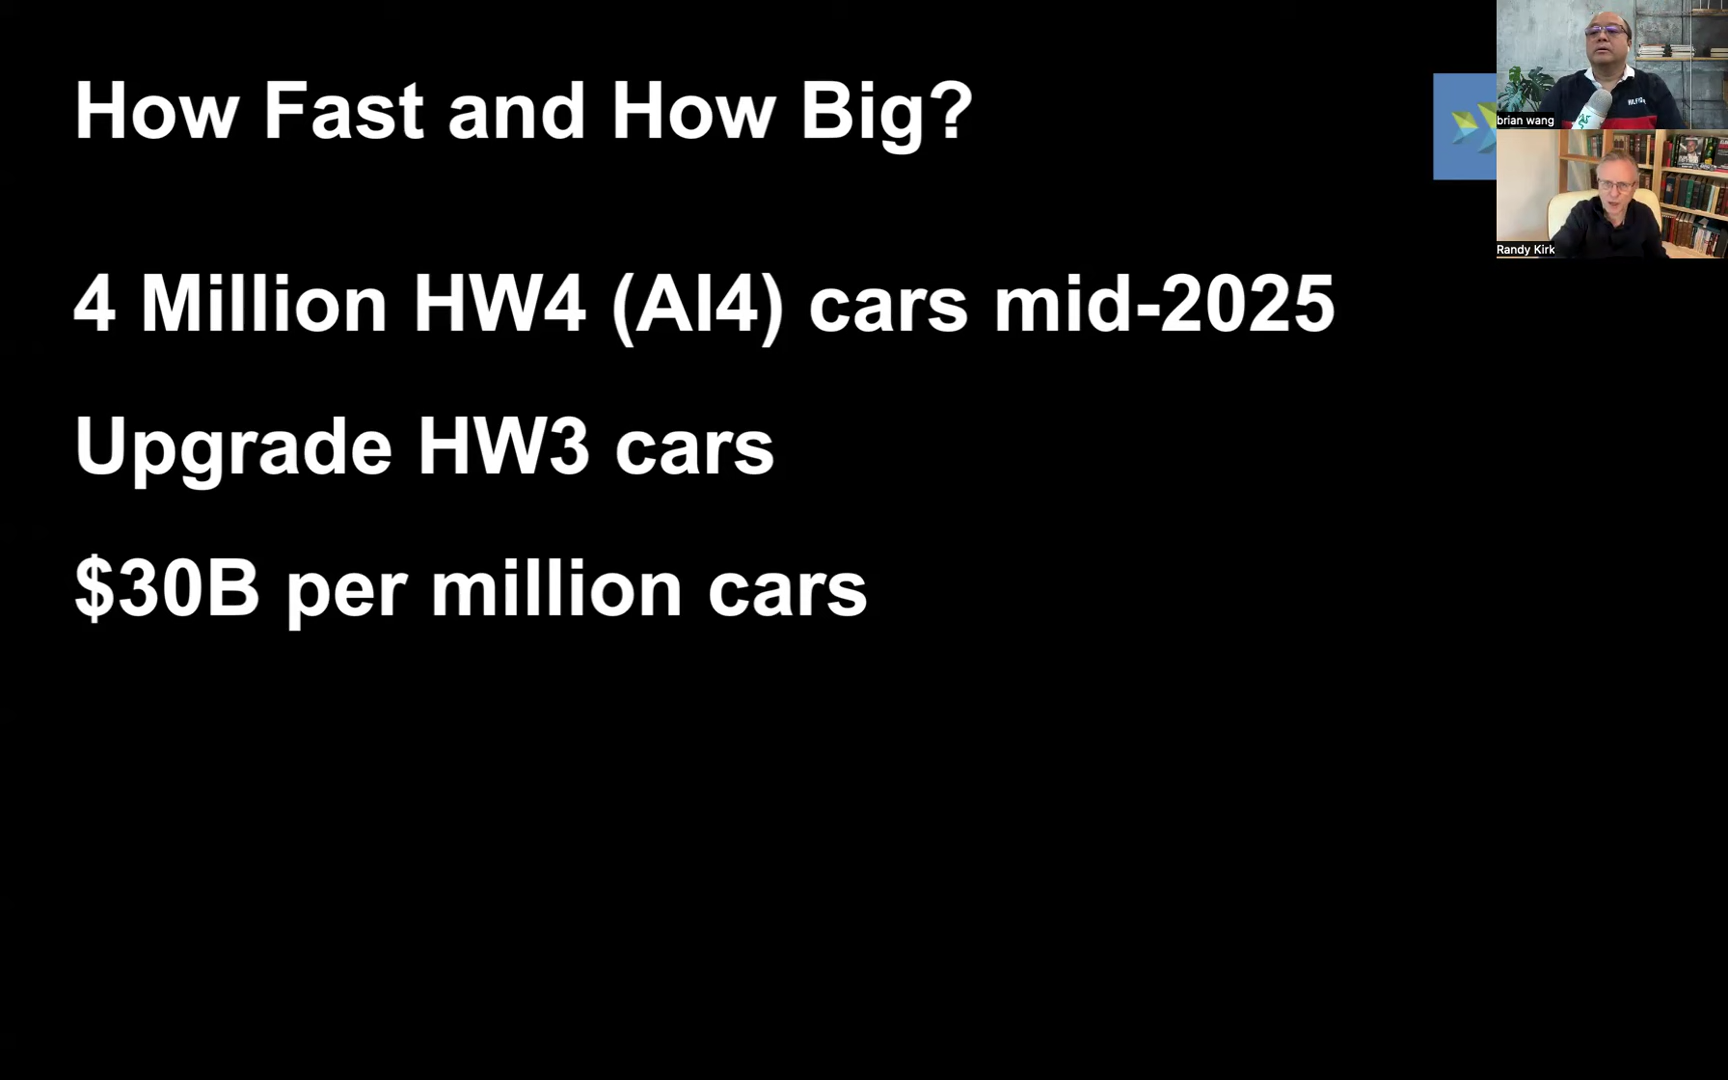 How Fast and How Big?
4 Million HW4 (AI4) cars mid-2025
Upgrade HW3 cars
$30B per million cars
brian wang
Randy Kirk